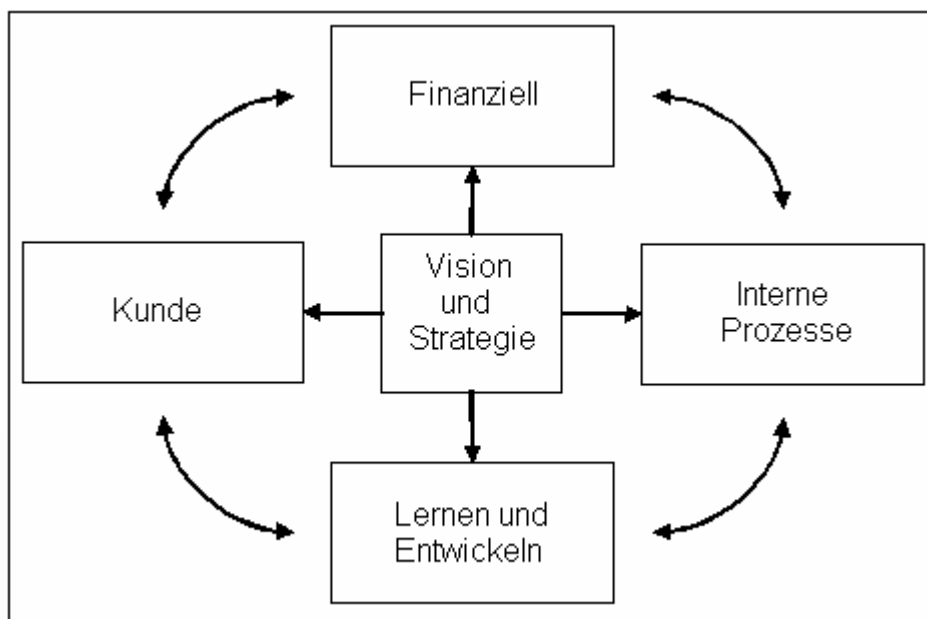 Finanziell
Kunde
Vision
und
Strategie
Interne
Prozesse
Lernen und
Entwickeln